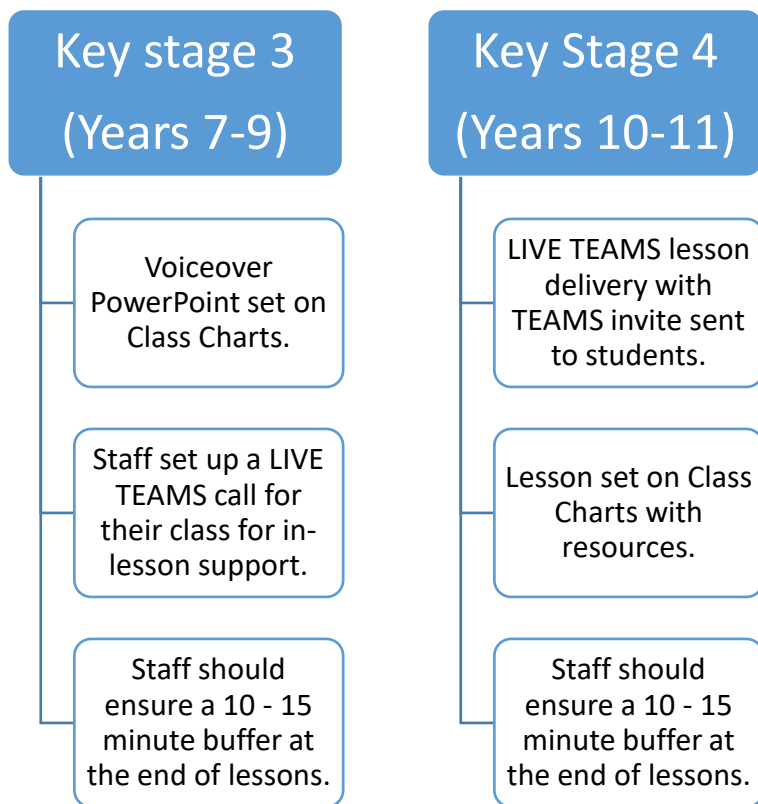 Key stage 3
(Years 7-9)
Voiceover
PowerPoint set on
Class Charts.
Staff set up a LIVE
TEAMS call for
their class for in-
lesson support.
Staff should
ensure a 10 - 15
minute buffer at
the end of lessons.
Key Stage 4
(Years 10-11)
LIVE TEAMS lesson
delivery with
TEAMS invite sent
to students.
Lesson set on Class
Charts with
resources.
Staff should
ensure a 10 - 15
minute buffer at
the end of lessons.